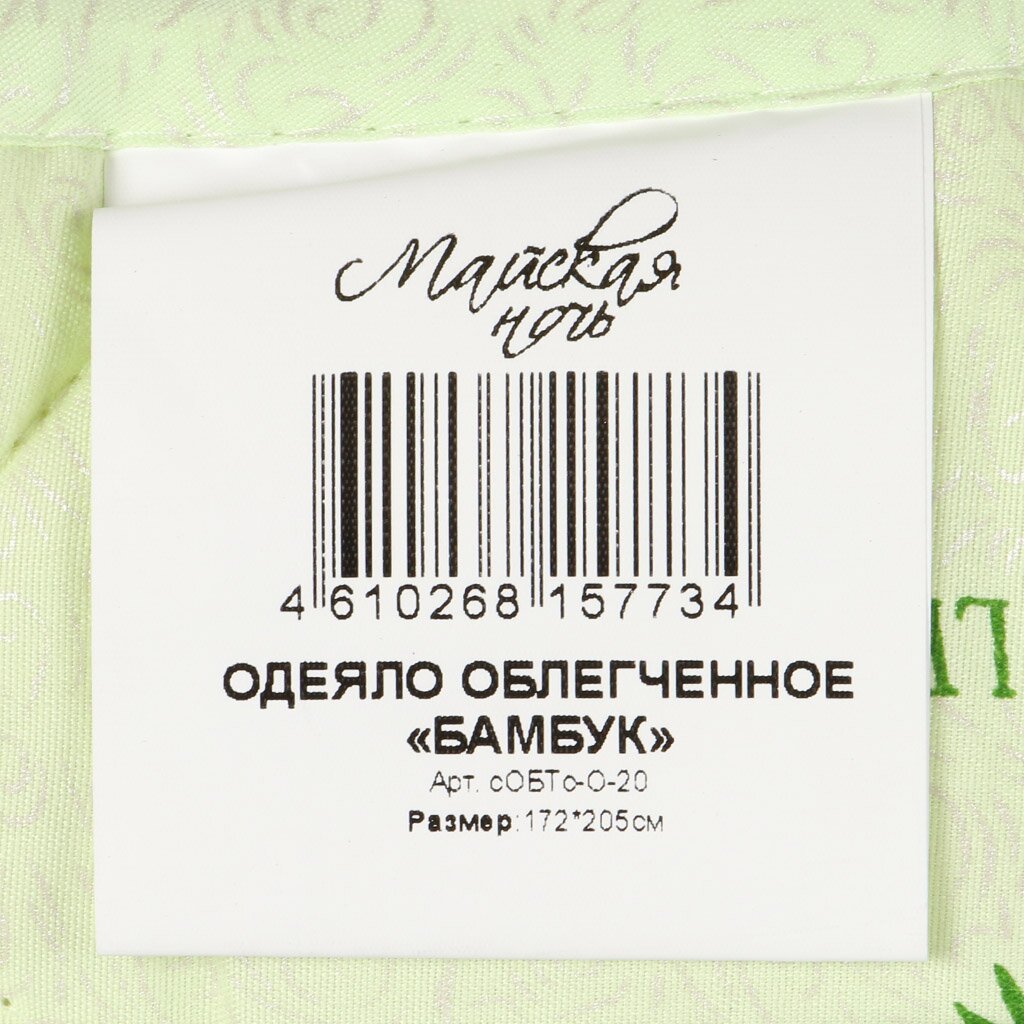 Майская
ночь
4 610268 157734
ОДЕЯЛО ОБЛЕГЧЕННОЕ
«БАМБУК»
Арт. сОБТс-О-20
Размер:172*205см